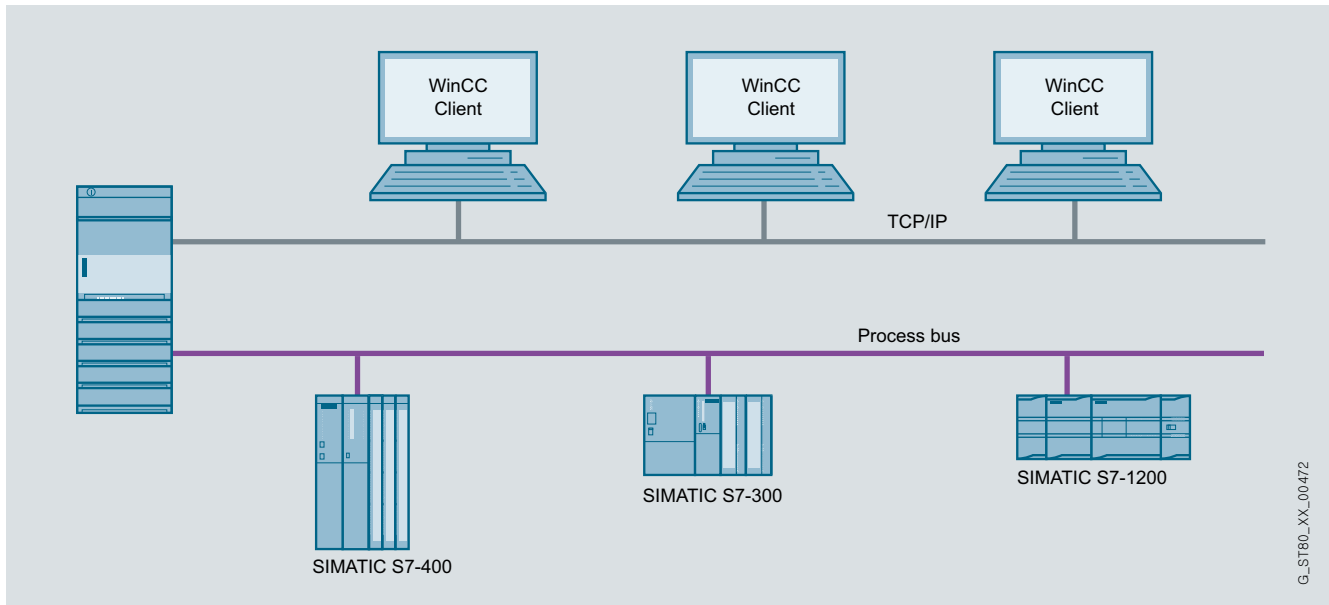 WinCC
Client
WinCC
Client
WinCC
Client
TCP/IP
Process bus
SIMATIC S7-400
SIMATIC S7-300
SIMATIC S7-1200
G_ST80_XX_00472